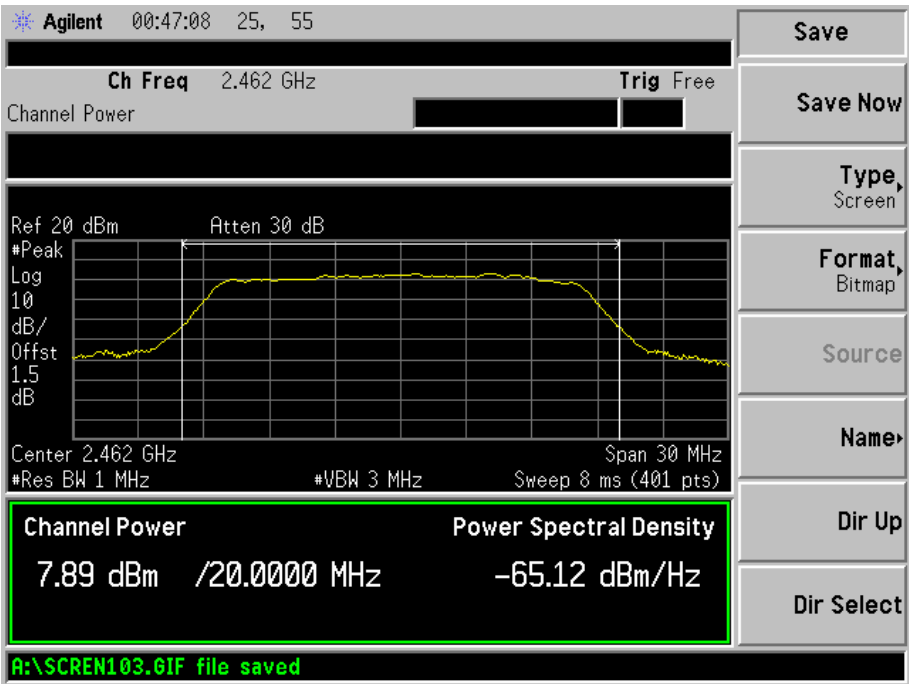 Agilent 00:47:08 25, 55
Ch Freq 2.462 GHz Trig Free
Channel Power
Ref 20 dBm Atten 30 dB
#Peak
Log
10
dB/
Offst
1.5
dB
Center 2.462 GHz Span 30 MHz
#Res BW 1 MHz #VBW 3 MHz Sweep 8 ms (401 pts)
Channel Power Power Spectral Density
7.89 dBm /20.0000 MHz -65.12 dBm/Hz
A:\SCREN103.GIF file saved
Save
Save Now
Type
Screen
Format
Bitmap
Source
Name
Dir Up
Dir Select